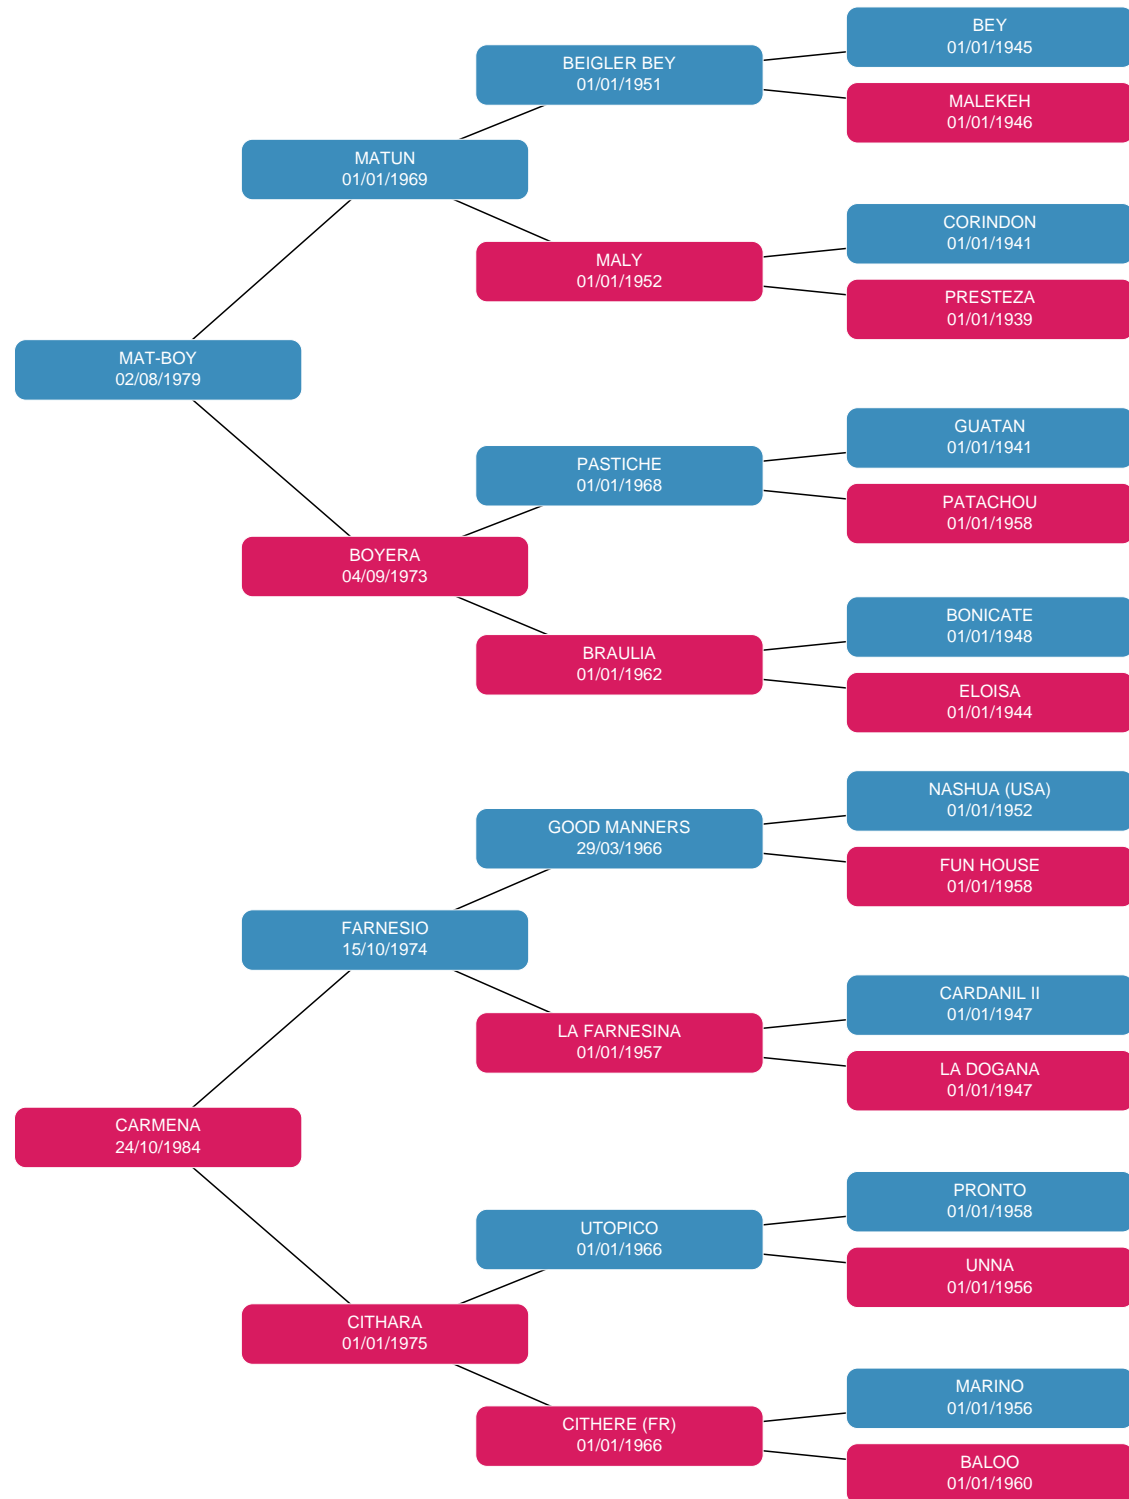 BEY
01/01/1945
BEIGLER BEY
01/01/1951
MALEKEH
01/01/1946
MATUN
01/01/1969
CORINDON
01/01/1941
MALY
01/01/1952
PRESTEZA
01/01/1939
MAT-BOY
02/08/1979
GUATAN
01/01/1941
PASTICHE
01/01/1968
PATACHOU
01/01/1958
BOYERA
04/09/1973
BONICATE
01/01/1948
BRAULIA
01/01/1962
ELOISA
01/01/1944
NASHUA (USA)
01/01/1952
GOOD MANNERS
29/03/1966
FUN HOUSE
01/01/1958
FARNESIO
15/10/1974
CARDANIL II
01/01/1947
LA FARNESINA
01/01/1957
LA DOGANA
01/01/1947
CARMENA
24/10/1984
PRONTO
01/01/1958
UTOPICO
01/01/1966
UNNA
01/01/1956
CITHARA
01/01/1975
MARINO
01/01/1956
CITHERE (FR)
01/01/1966
BALOO
01/01/1960